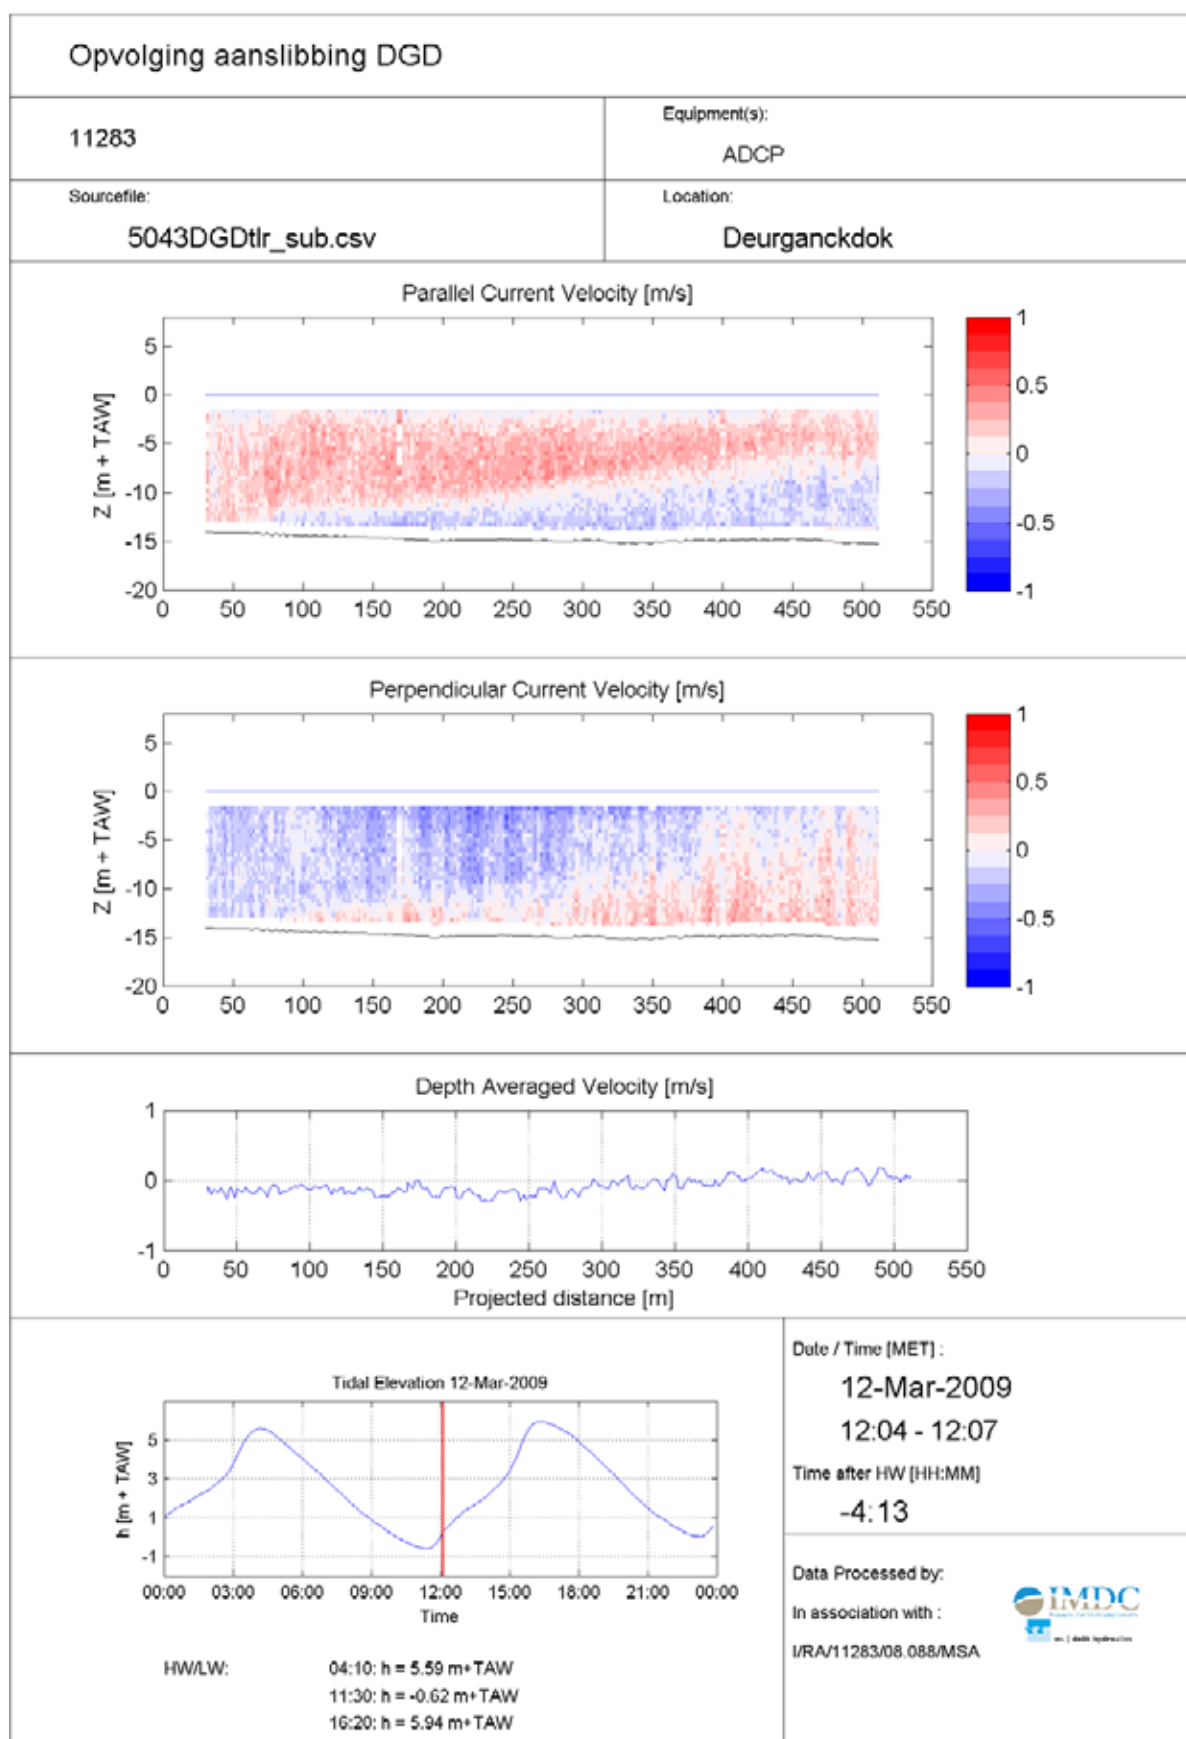 Opvolging aanslibbing DGD
11283
Equipment(s):
ADCP
Sourcefile:
5043DGDtlr_sub.csv
Location:
Deurganckdok
Parallel Current Velocity [m/s]
Z [m + TAW]
5
0
-5
-10
-15
-20
0 50 100 150 200 250 300 350 400 450 500 550
1
0.5
0
-0.5
-1
Perpendicular Current Velocity [m/s]
Z [m + TAW]
5
0
-5
-10
-15
-20
0 50 100 150 200 250 300 350 400 450 500 550
1
0.5
0
-0.5
-1
Depth Averaged Velocity [m/s]
1
0
-1
0 50 100 150 200 250 300 350 400 450 500 550
Projected distance [m]
Tidal Elevation 12-Mar-2009
h [m + TAW]
5
3
1
-1
00:00 03:00 06:00 09:00 12:00 15:00 18:00 21:00 00:00
Time
HW/LW:
04:10: h = 5.59 m+TAW
11:30: h = -0.62 m+TAW
16:20: h = 5.94 m+TAW
Date / Time [MET] :
12-Mar-2009
12:04 - 12:07
Time after HW [HH:MM]
-4:13
Data Processed by:
IMDC
In association with :
wl | delft hydraulics
I/RA/11283/08.088/MSA